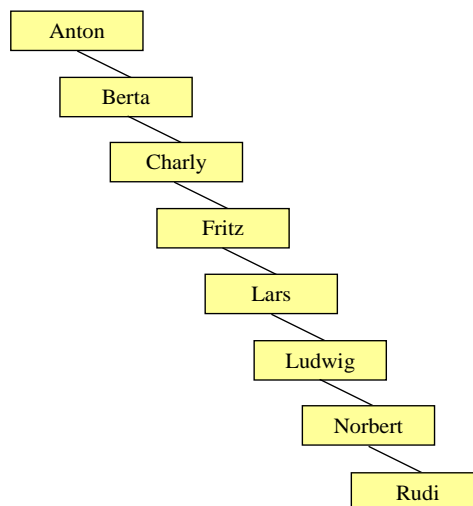 Anton
Berta
Charly
Fritz
Lars
Ludwig
Norbert
Rudi